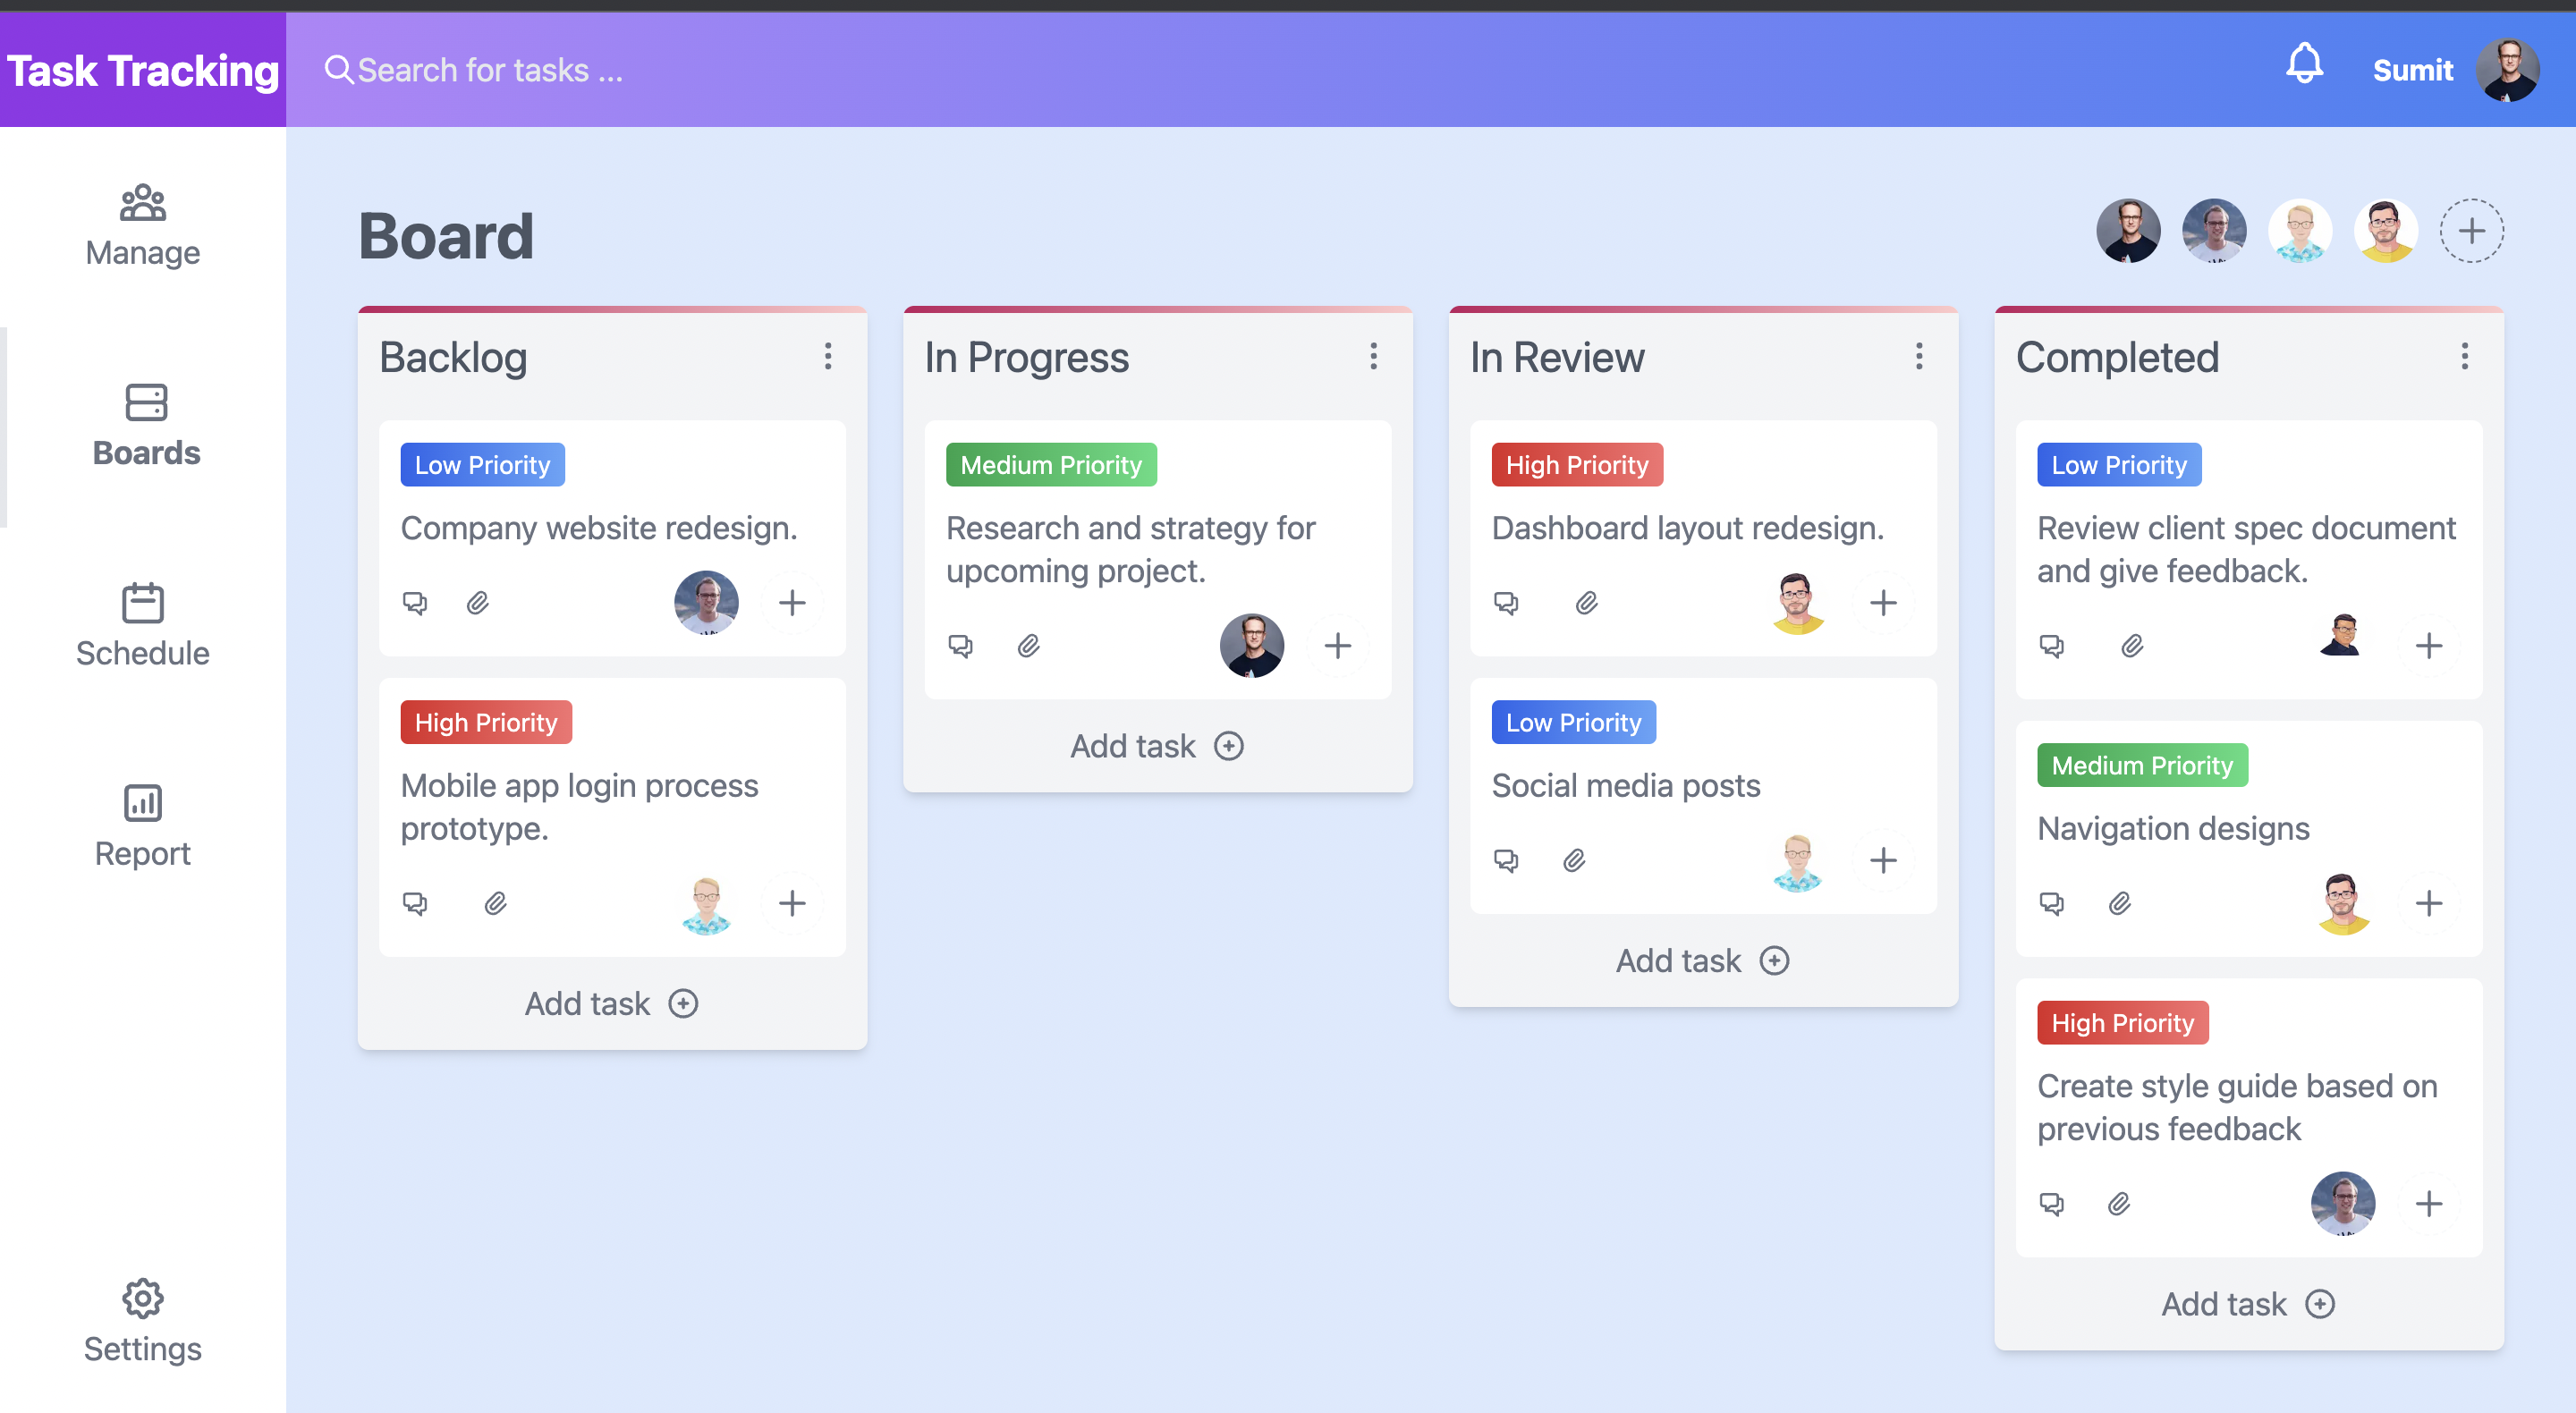 Task Tracking
Search for tasks ...
Sumit
Manage
Boards
Schedule
Report
Settings
Board
Backlog
Low Priority
Company website redesign.
High Priority
Mobile app login process
prototype.
Add task
In Progress
Medium Priority
Research and strategy for
upcoming project.
Add task
In Review
High Priority
Dashboard layout redesign.
Low Priority
Social media posts
Add task
Completed
Low Priority
Review client spec document
and give feedback.
Medium Priority
Navigation designs
High Priority
Create style guide based on
previous feedback
Add task